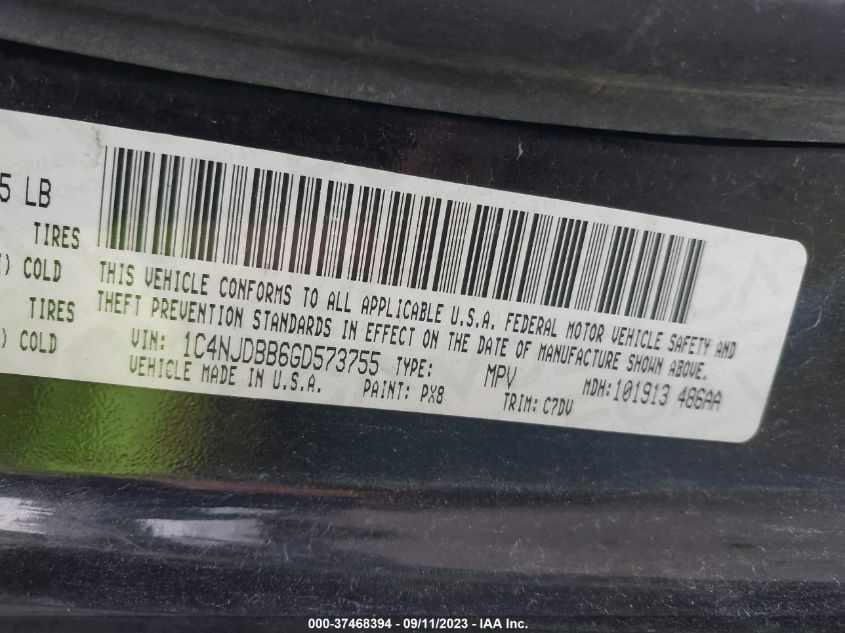 5 LB
TIRES
) COLD
TIRES
) COLD
THIS VEHICLE CONFORMS TO ALL APPLICABLE U.S.A. FEDERAL MOTOR VEHICLE SAFETY AND
THEFT PREVENTION STANDARDS IN EFFECT ON THE DATE OF MANUFACTURE SHOWN ABOVE.
VIN: 1C4NJDBB6GD573755 TYPE: MPV MDH:101913 486AA
VEHICLE MADE IN U.S.A. PAINT: PX8 TRIM: C7DV
000-37468394 - 09/11/2023 - IAA Inc.